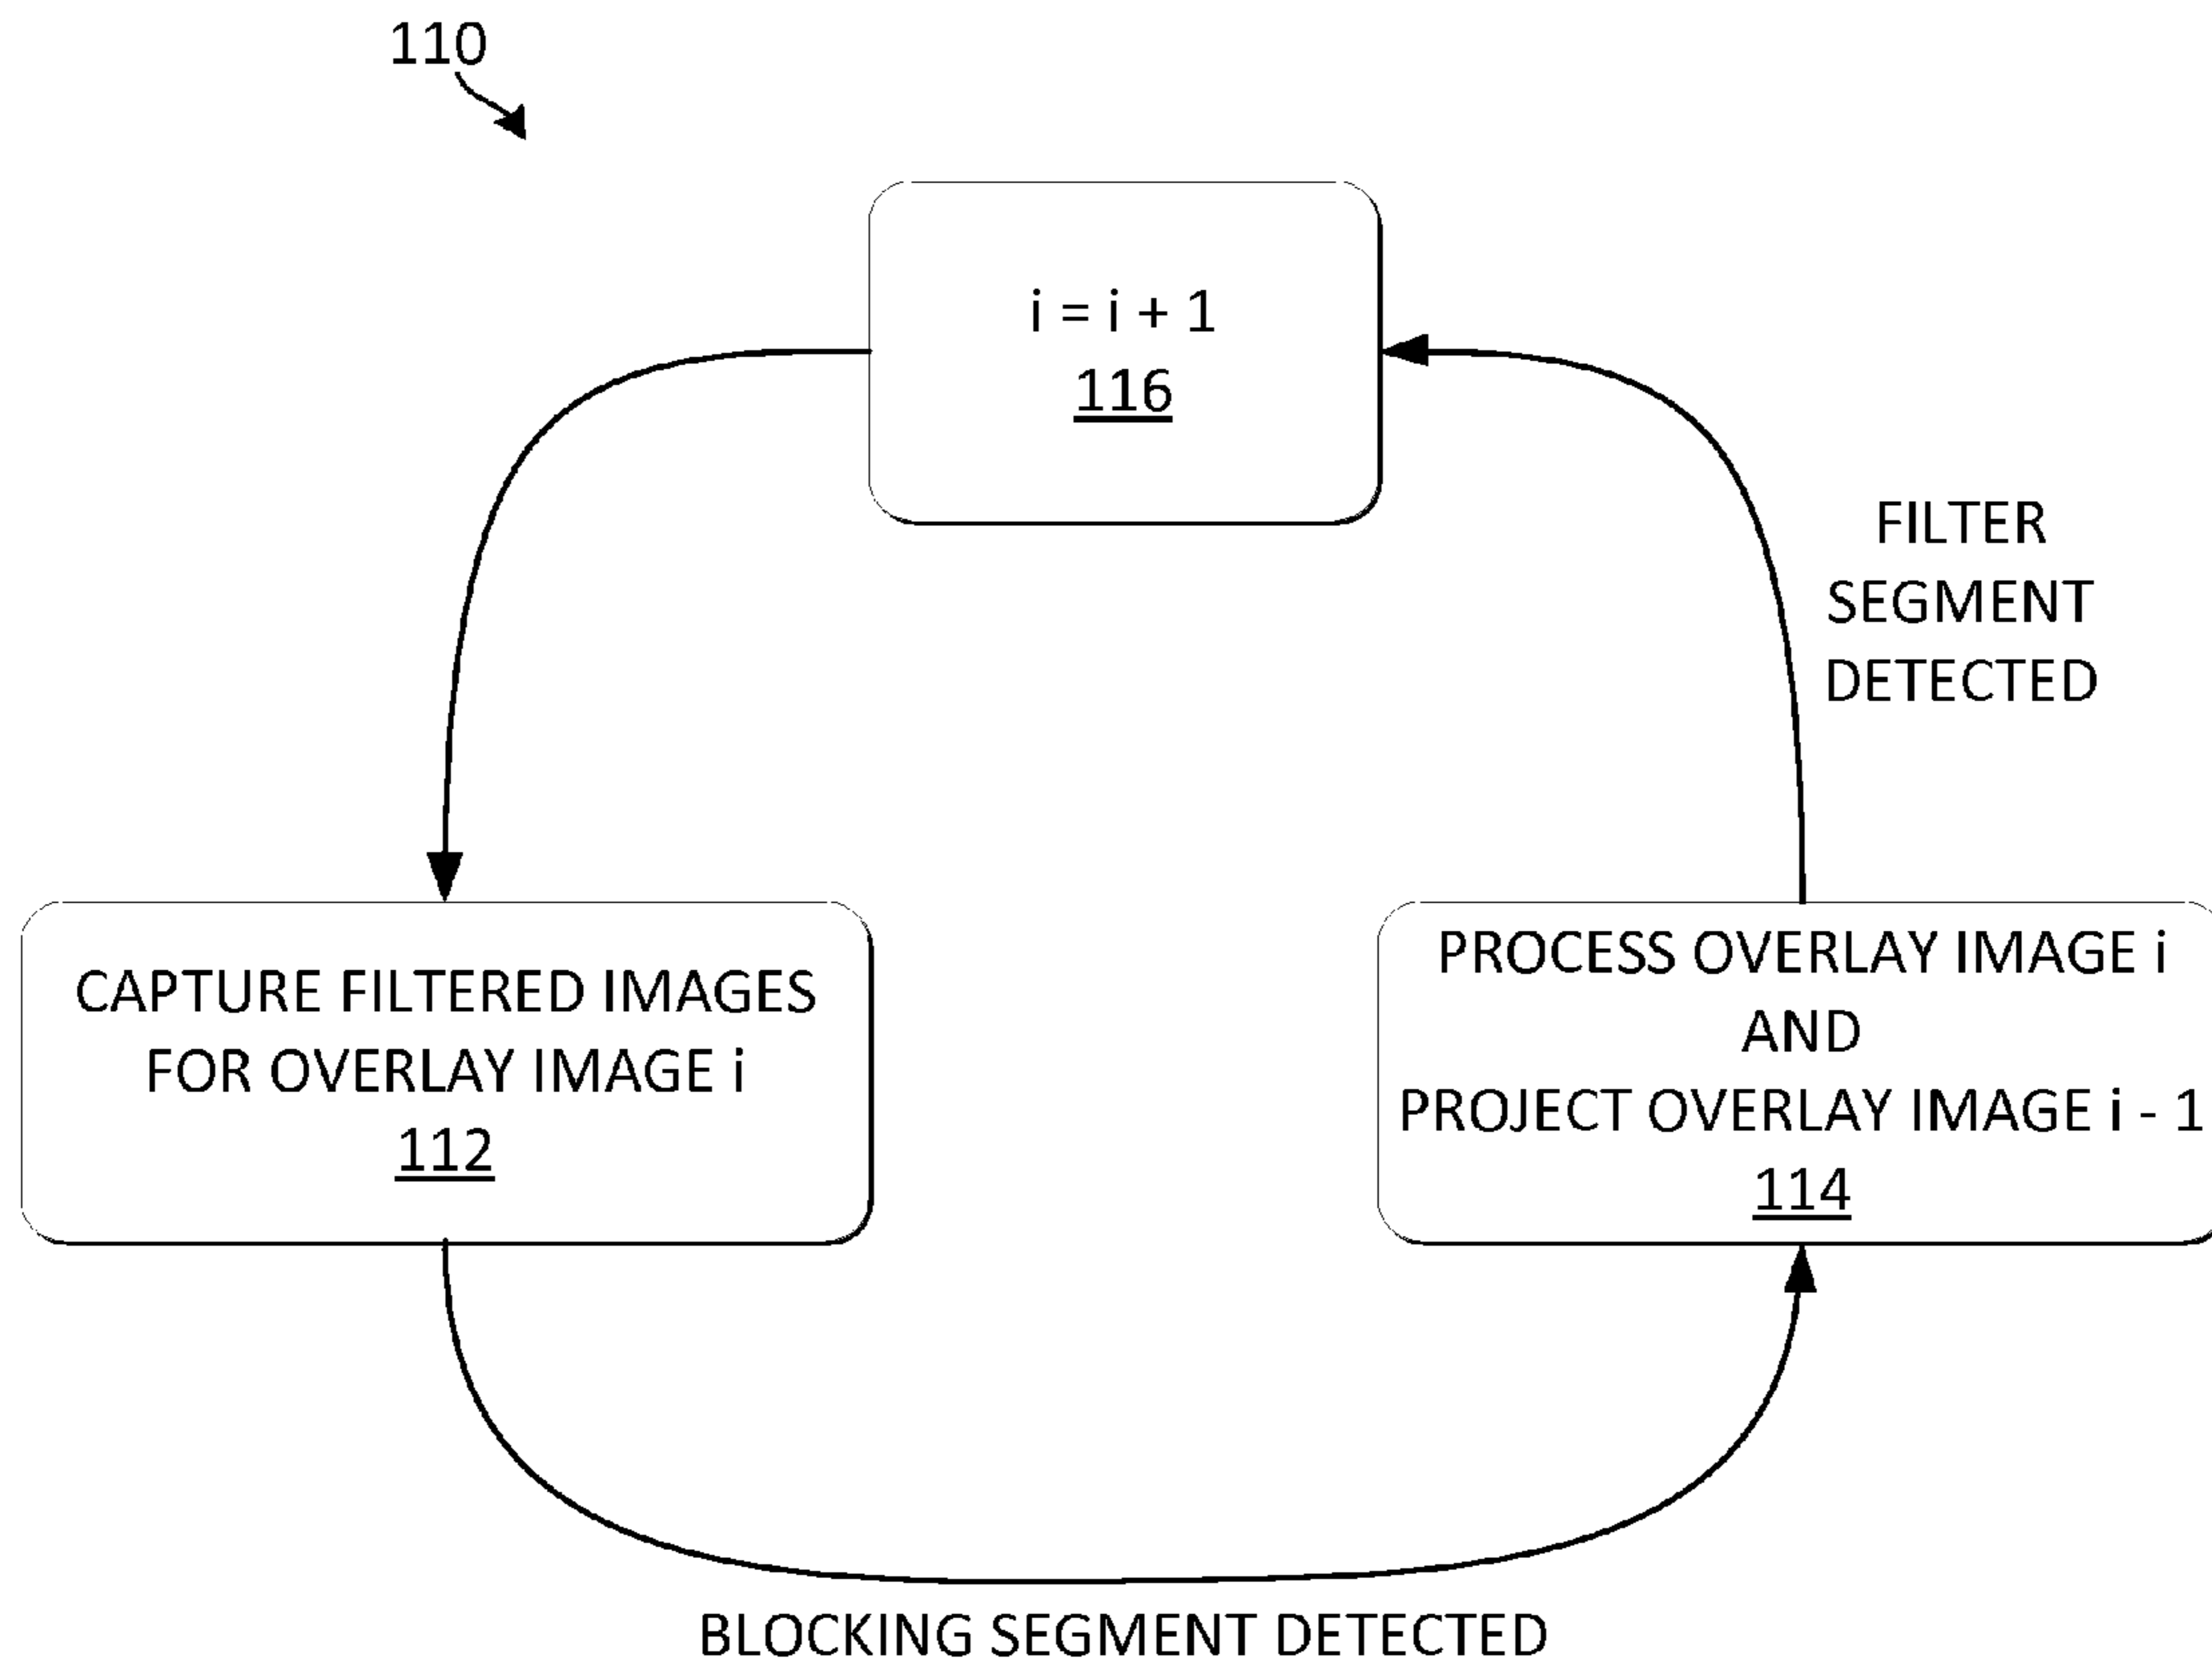 110
i = i + 1
116
FILTER
SEGMENT
DETECTED
CAPTURE FILTERED IMAGES
FOR OVERLAY IMAGE i
112
PROCESS OVERLAY IMAGE i
AND
PROJECT OVERLAY IMAGE i - 1
114
BLOCKING SEGMENT DETECTED